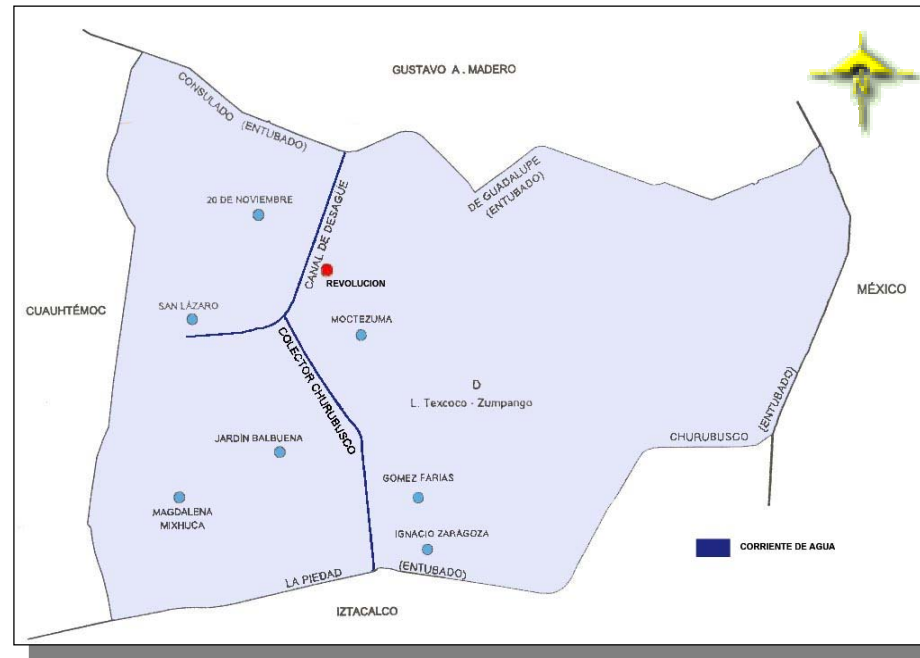 GUSTAVO A. MADERO
CONSULADO (ENTUBADO)
DE GUADALUPE
(ENTUBADO)
N
20 DE NOVIEMBRE
CANAL DE DESAGÜE
REVOLUCION
CUAUHTÉMOC
SAN LÁZARO
MOCTEZUMA
MÉXICO
COLECTOR CHURUBUSCO
D
L. Texcoco - Zumpango
(ENTUBADO)
CHURUBUSCO
JARDÍN BALBUENA
GOMEZ FARIAS
MAGDALENA
MIXHUCA
IGNACIO ZARAGOZA
CORRIENTE DE AGUA
LA PIEDAD
(ENTUBADO)
IZTACALCO